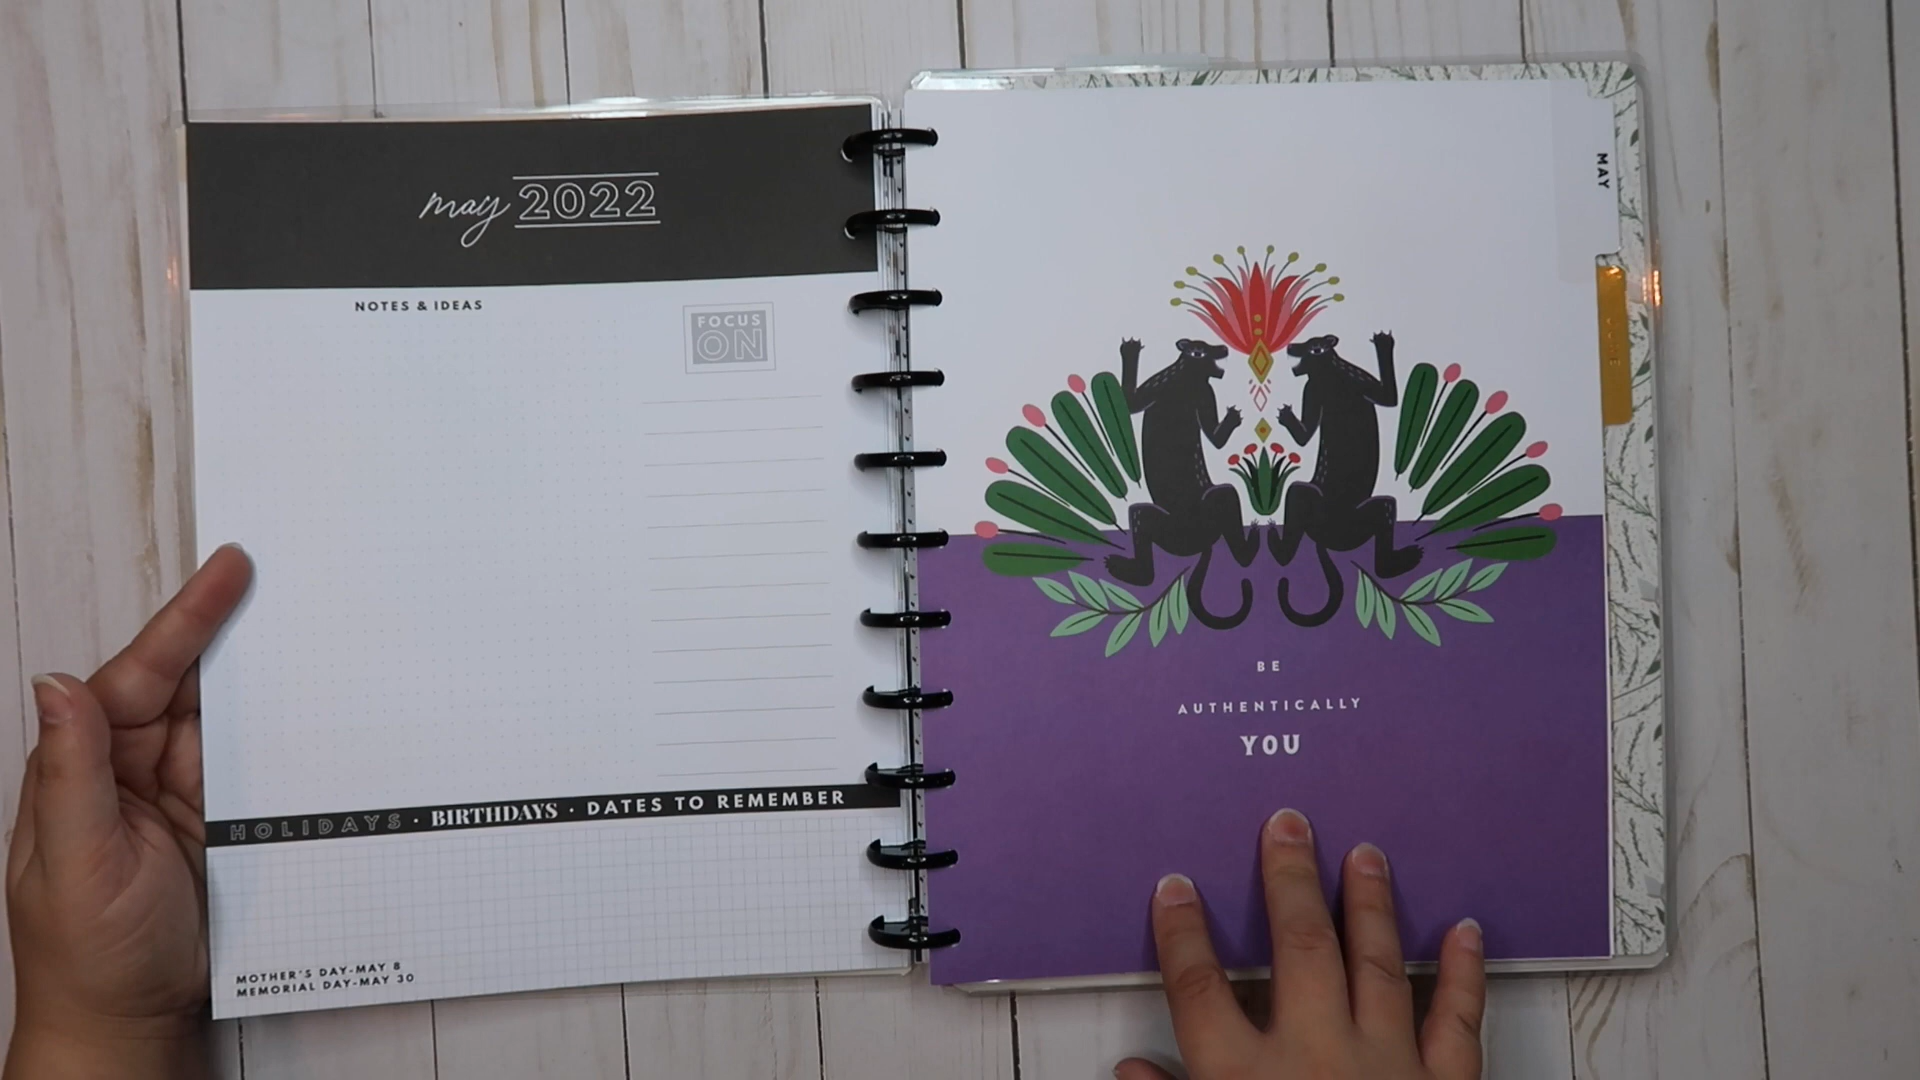 may 2022
NOTES & IDEAS
FOCUS
ON
HOLIDAYS · BIRTHDAYS · DATES TO REMEMBER
MOTHER'S DAY-MAY 8
MEMORIAL DAY-MAY 30
MAY
BE
AUTHENTICALLY
YOU